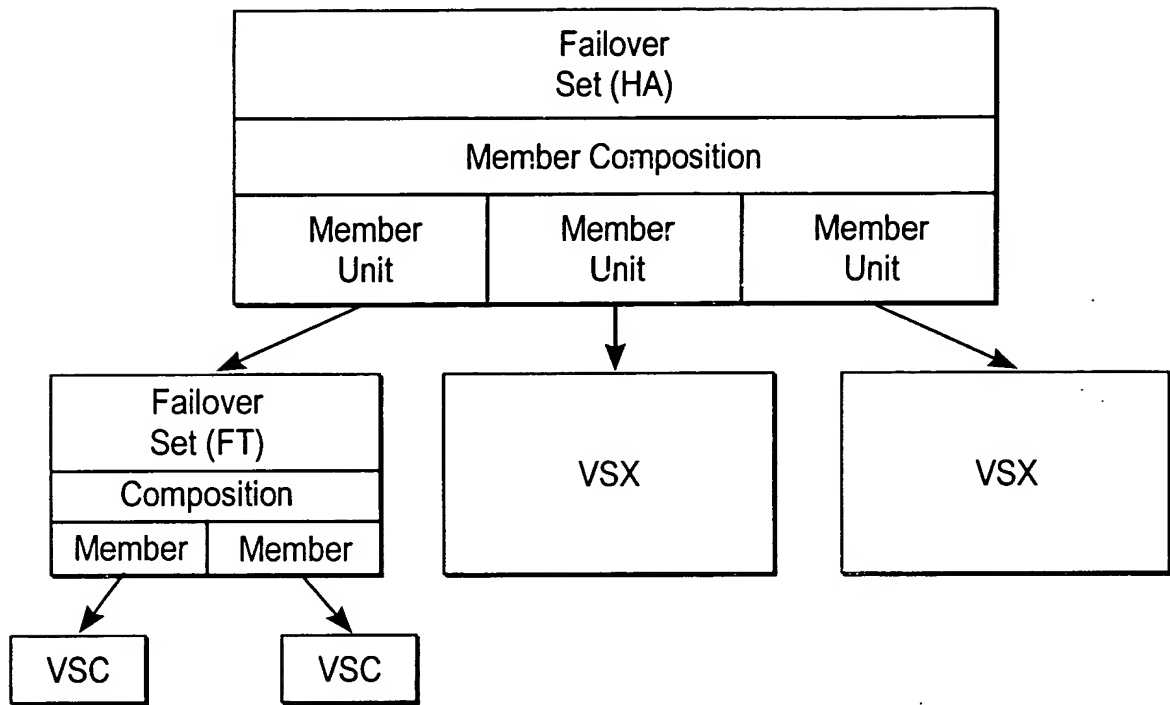 Failover
Set (HA)
Member Composition
Member
Unit
Member
Unit
Member
Unit
Failover
Set (FT)
Composition
Member
Member
VSX
VSX
VSC
VSC